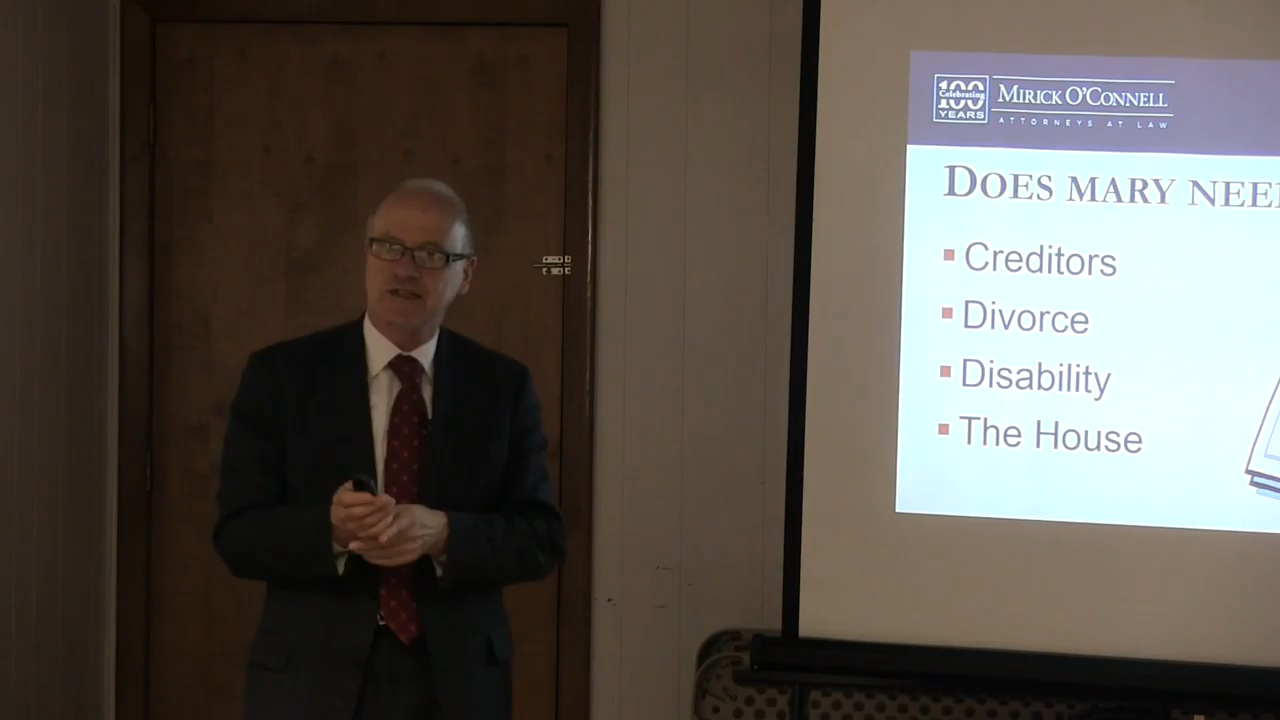 Celebrating
100
YEARS
MIRICK O'CONNELL
ATTORNEYS AT LAW
DOES MARY NEE
Creditors
Divorce
Disability
The House